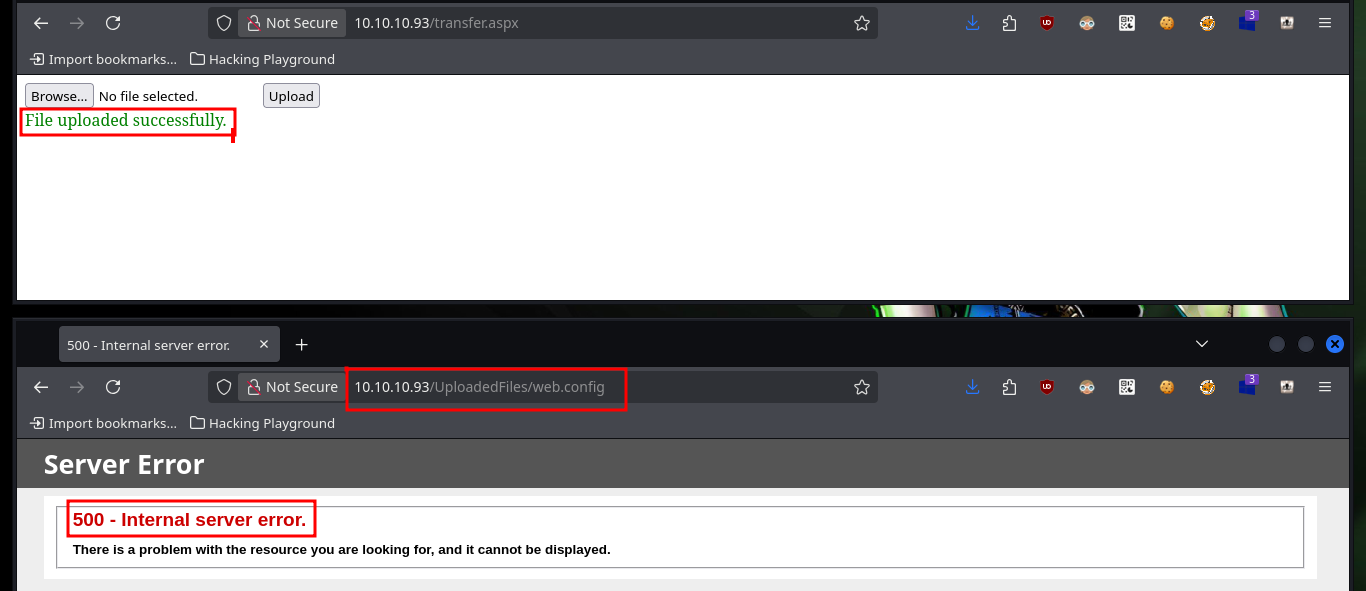 Not Secure 10.10.10.93/transfer.aspx 3
Import bookmarks... Hacking Playground
Browse... No file selected. Upload
File uploaded successfully.
500 - Internal server error.
Not Secure 10.10.10.93/UploadedFiles/web.config 3
Import bookmarks... Hacking Playground
Server Error
500 - Internal server error.
There is a problem with the resource you are looking for, and it cannot be displayed.